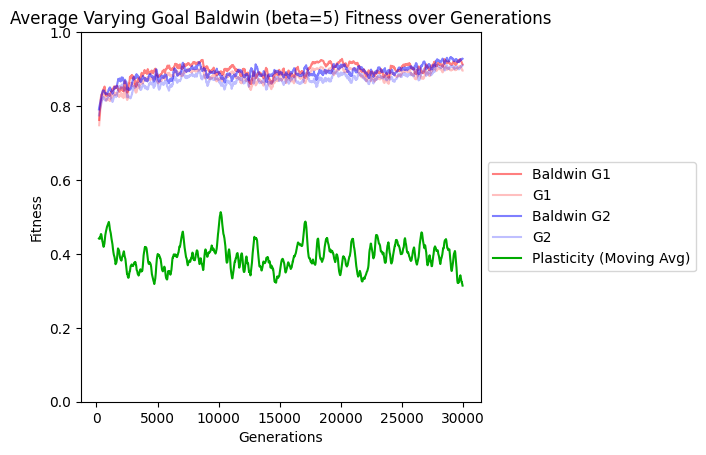 Average Varying Goal Baldwin (beta=5) Fitness over Generations
1.0
0.8
0.6
0.4
0.2
0.0
Fitness
0 5000 10000 15000 20000 25000 30000
Generations
Baldwin G1
G1
Baldwin G2
G2
Plasticity (Moving Avg)